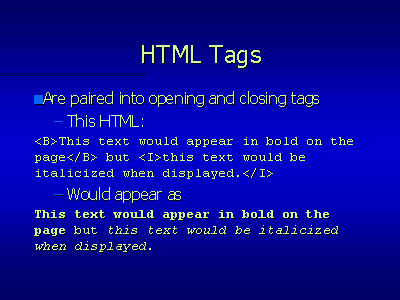 HTML Tags
Are paired into opening and closing tags
– This HTML:
<B>This text would appear in bold on the
page</B> but <I>this text would be
italicized when displayed.</I>
– Would appear as
This text would appear in bold on the
page but this text would be italicized
when displayed.